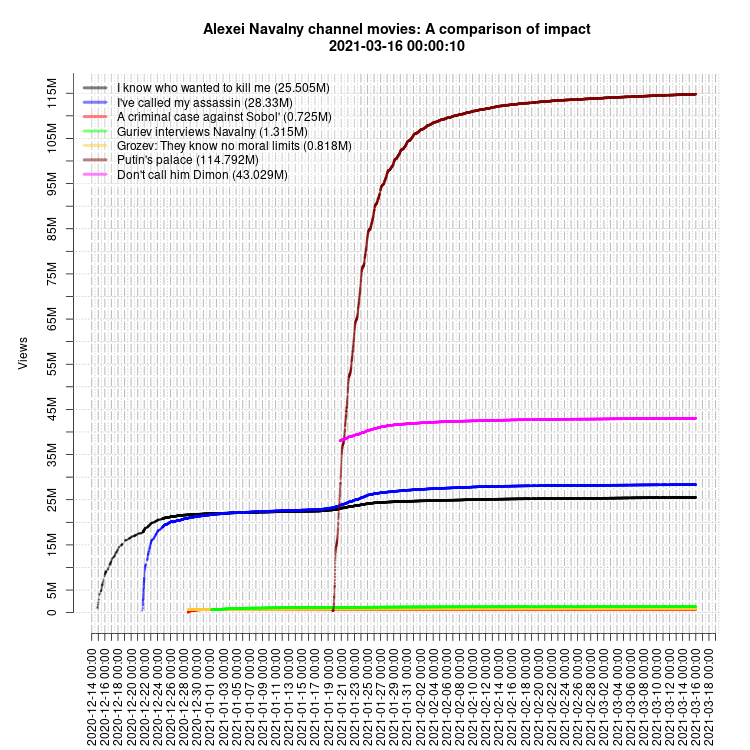 Alexei Navalny channel movies: A comparison of impact
2021-03-16 00:00:10
I know who wanted to kill me (25.505M)
I've called my assassin (28.33M)
A criminal case against Sobol' (0.725M)
Guriev interviews Navalny (1.315M)
Grozev: They know no moral limits (0.818M)
Putin's palace (114.792M)
Don't call him Dimon (43.029M)
Views
115M
105M
95M
85M
75M
65M
55M
45M
35M
25M
15M
5M
0
2020-12-14 00:00
2020-12-16 00:00
2020-12-18 00:00
2020-12-20 00:00
2020-12-22 00:00
2020-12-24 00:00
2020-12-26 00:00
2020-12-28 00:00
2020-12-30 00:00
2021-01-01 00:00
2021-01-03 00:00
2021-01-05 00:00
2021-01-07 00:00
2021-01-09 00:00
2021-01-11 00:00
2021-01-13 00:00
2021-01-15 00:00
2021-01-17 00:00
2021-01-19 00:00
2021-01-21 00:00
2021-01-23 00:00
2021-01-25 00:00
2021-01-27 00:00
2021-01-29 00:00
2021-01-31 00:00
2021-02-02 00:00
2021-02-04 00:00
2021-02-06 00:00
2021-02-08 00:00
2021-02-10 00:00
2021-02-12 00:00
2021-02-14 00:00
2021-02-16 00:00
2021-02-18 00:00
2021-02-20 00:00
2021-02-22 00:00
2021-02-24 00:00
2021-02-26 00:00
2021-02-28 00:00
2021-03-02 00:00
2021-03-04 00:00
2021-03-06 00:00
2021-03-08 00:00
2021-03-10 00:00
2021-03-12 00:00
2021-03-14 00:00
2021-03-16 00:00
2021-03-18 00:00